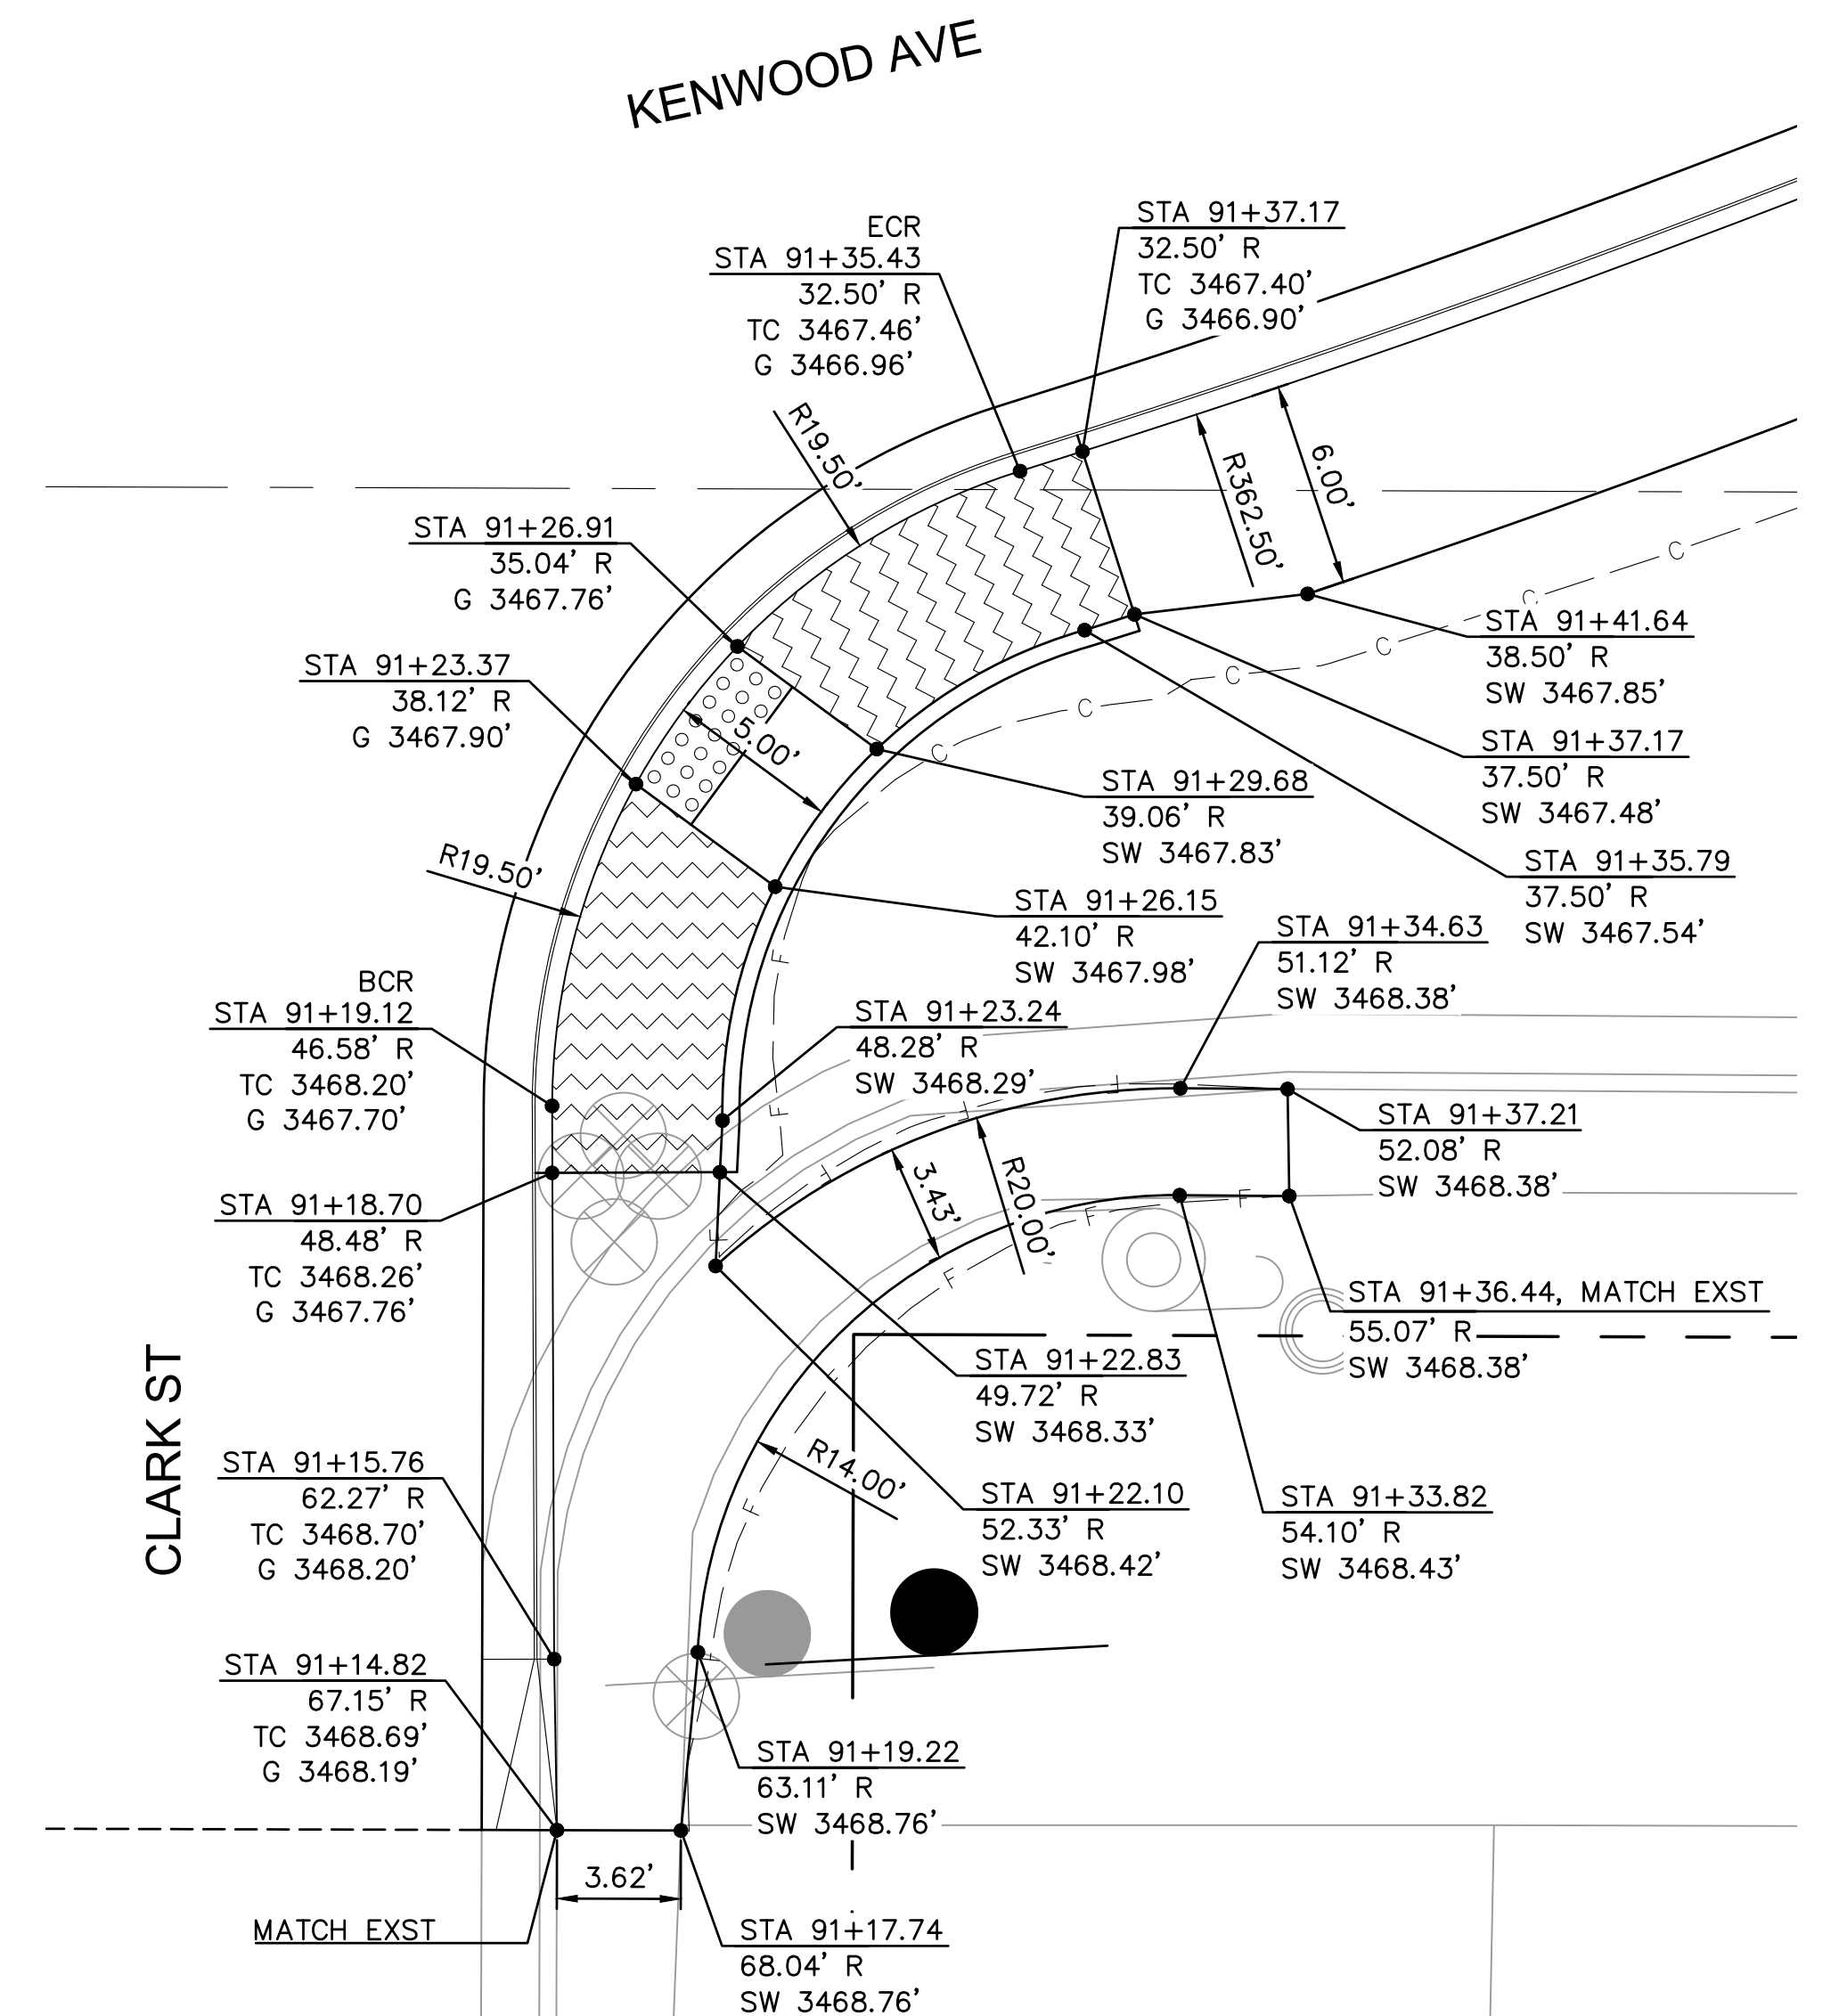 KENWOOD AVE
ECR
STA 91+35.43
32.50' R
TC 3467.46'
G 3466.96'
STA 91+37.17
32.50' R
TC 3467.40'
G 3466.90'
R19.50'
R362.50'
6.00'
STA 91+26.91
35.04' R
G 3467.76'
STA 91+23.37
38.12' R
G 3467.90'
5.00'
C
C
C
C
C
C
STA 91+41.64
38.50' R
SW 3467.85'
STA 91+37.17
37.50' R
SW 3467.48'
STA 91+29.68
39.06' R
SW 3467.83'
STA 91+35.79
37.50' R
SW 3467.54'
R19.50'
STA 91+26.15
42.10' R
SW 3467.98'
STA 91+34.63
51.12' R
SW 3468.38'
F
BCR
STA 91+19.12
46.58' R
TC 3468.20'
G 3467.70'
STA 91+23.24
48.28' R
SW 3468.29'
F
F
F
F
F
STA 91+37.21
52.08' R
SW 3468.38'
3.43'
R20.00'
STA 91+18.70
48.48' R
TC 3468.26'
G 3467.76'
F
F
F
STA 91+36.44, MATCH EXST
55.07' R
SW 3468.38'
F
STA 91+22.83
49.72' R
SW 3468.33'
CLARK ST
STA 91+15.76
62.27' R
TC 3468.70'
G 3468.20'
R14.00'
F
STA 91+22.10
52.33' R
SW 3468.42'
STA 91+33.82
54.10' R
SW 3468.43'
F
STA 91+14.82
67.15' R
TC 3468.69'
G 3468.19'
STA 91+19.22
63.11' R
SW 3468.76'
3.62'
MATCH EXST
STA 91+17.74
68.04' R
SW 3468.76'